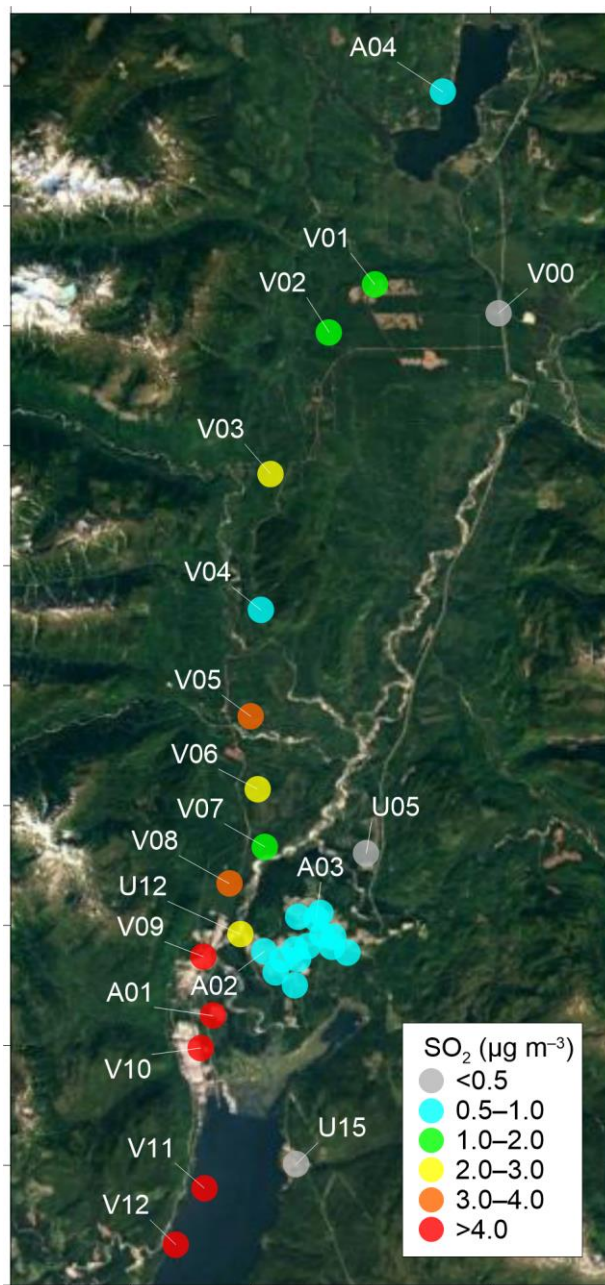 A04
V01
V00
V02
V03
V04
V05
V06
V07
U05
V08
A03
U12
V09
A02
A01
V10
V11
U15
V12
SO₂ (µg m⁻³)
<0.5
0.5–1.0
1.0–2.0
2.0–3.0
3.0–4.0
>4.0